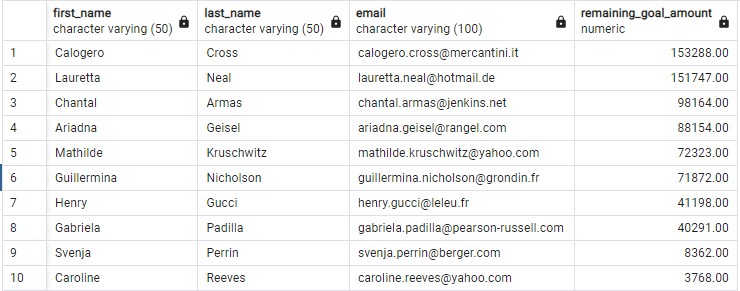 first_name last_name email remaining_goal_amount
character varying (50) character varying (50) character varying (100) numeric
1 Calogero Cross calogero.cross@mercantini.it 153288.00
2 Lauretta Neal lauretta.neal@hotmail.de 151747.00
3 Chantal Armas chantal.armas@jenkins.net 98164.00
4 Ariadna Geisel ariadna.geisel@rangel.com 88154.00
5 Mathilde Kruschwitz mathilde.kruschwitz@yahoo.com 72323.00
6 Guillermina Nicholson guillermina.nicholson@grondin.fr 71872.00
7 Henry Gucci henry.gucci@leleu.fr 41198.00
8 Gabriela Padilla gabriela.padilla@pearson-russell.com 40291.00
9 Svenja Perrin svenja.perrin@berger.com 8362.00
10 Caroline Reeves caroline.reeves@yahoo.com 3768.00